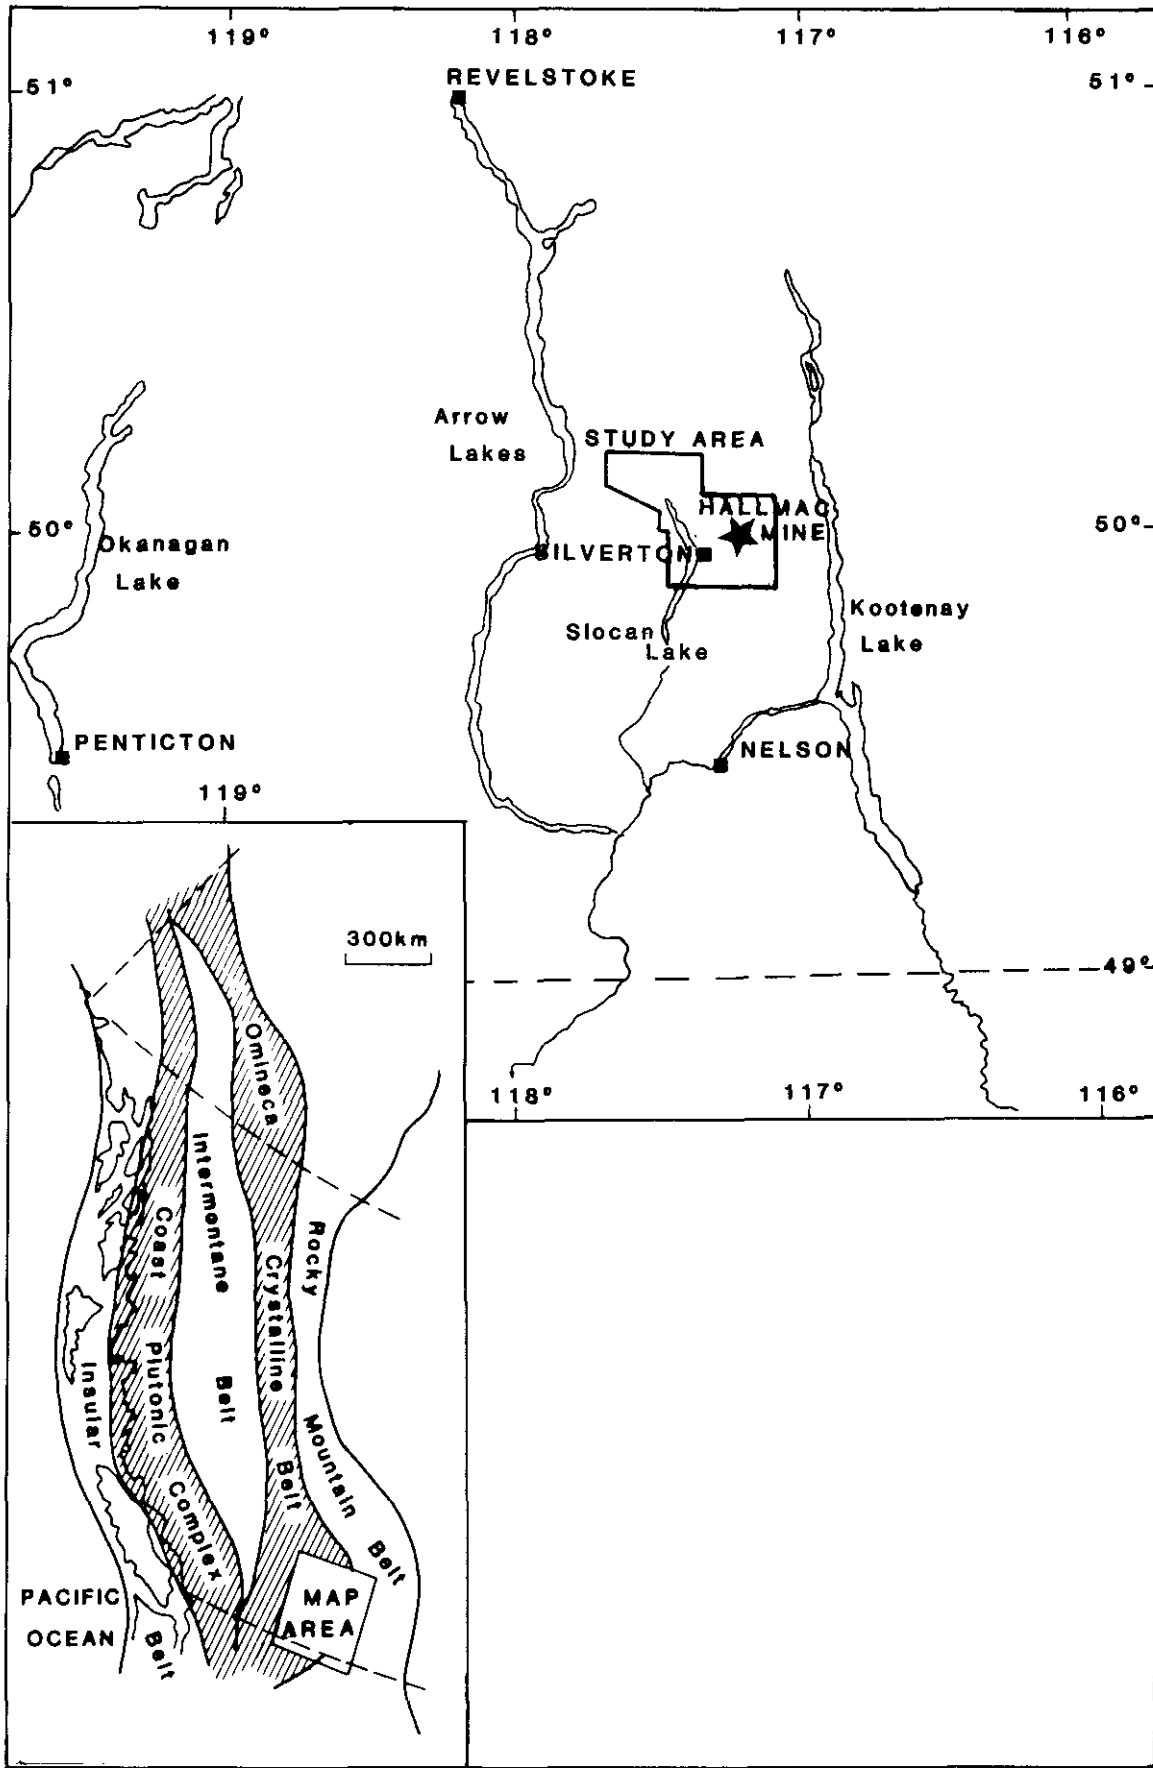 119° 118° 117° 116°
REVELSTOKE
51° 51°
Arrow
Lakes
STUDY AREA
HALLMAC
MINE
50° 50°
Okanagan
Lake
SILVERTON
Slocan
Lake
Kootenay
Lake
PENTICTON
NELSON
119°
300km
49°
118° 117° 116°
Omineca
Crystalline
Belt
Intermontane
Belt
Coast
Plutonic
Complex
Rocky
Mountain
Belt
Insular
Belt
PACIFIC
OCEAN
MAP
AREA